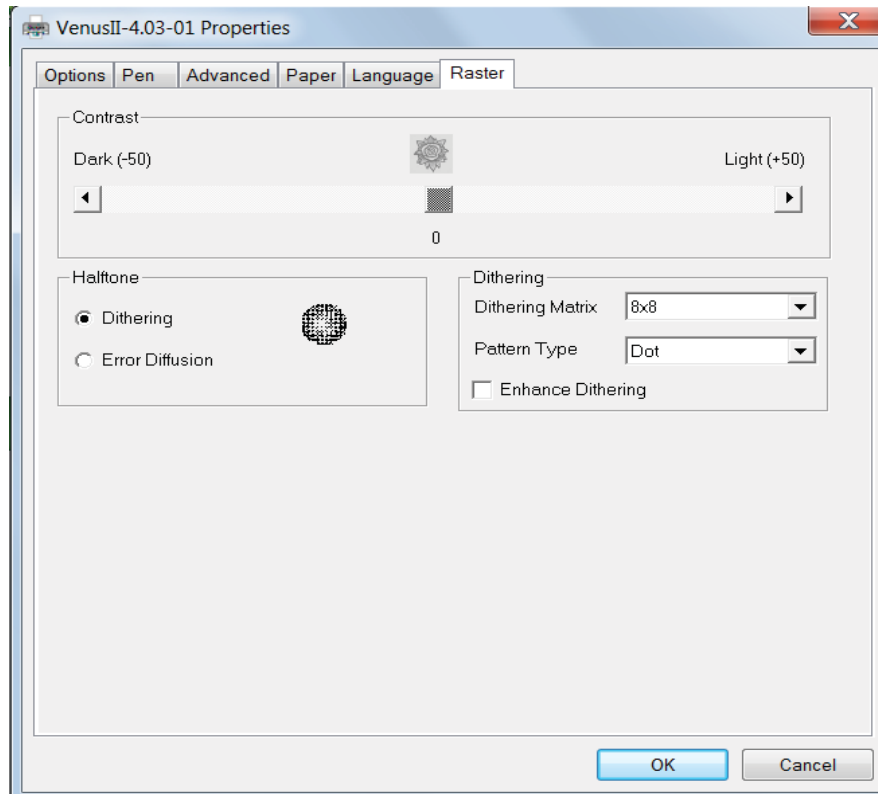 VenusII-4.03-01 Properties
Options Pen Advanced Paper Language Raster
Contrast
Dark (-50) Light (+50)
0
Halftone
Dithering
Error Diffusion
Dithering
Dithering Matrix 8x8
Pattern Type Dot
Enhance Dithering
OK Cancel